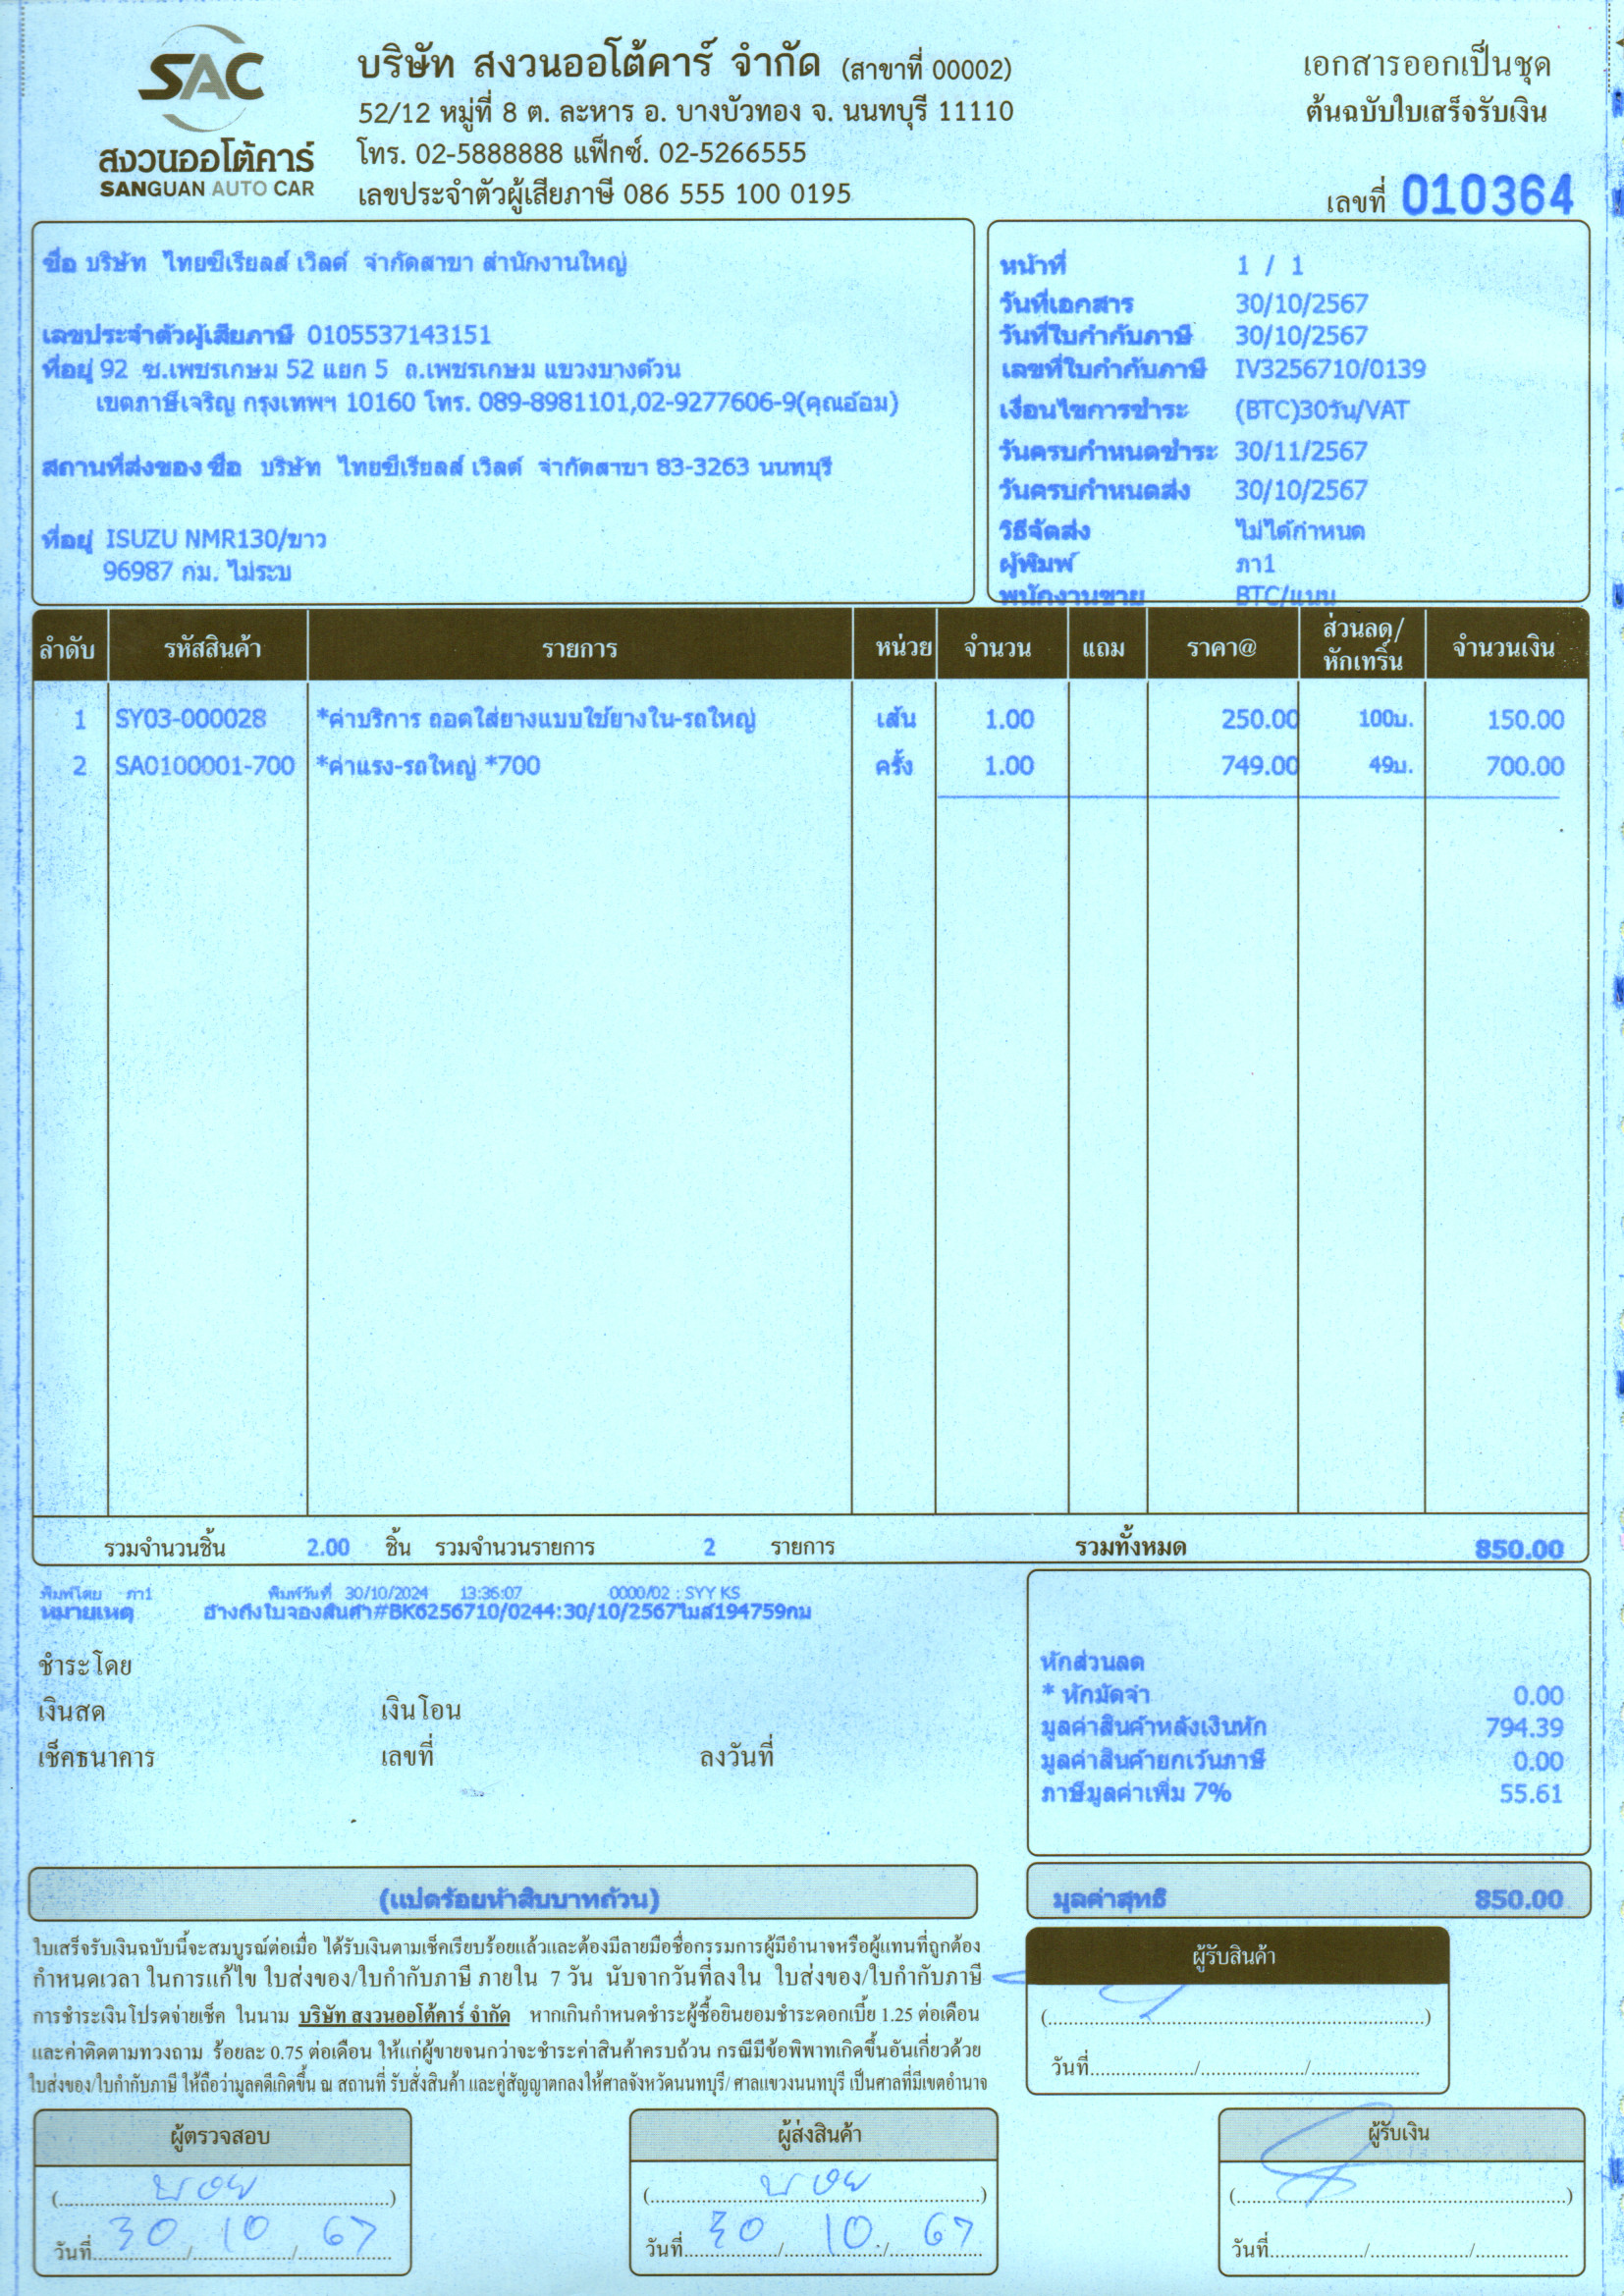 SAC
สงวนออโต้คาร์
SANGUAN AUTO CAR
บริษัท สงวนออโต้คาร์ จำกัด (สาขาที่ 00002)
52/12 หมู่ที่ 8 ต. ละหาร อ. บางบัวทอง จ. นนทบุรี 11110
โทร. 02-5888888 แฟ็กซ์. 02-5266555
เลขประจำตัวผู้เสียภาษี 086 555 100 0195
เอกสารออกเป็นชุด
ต้นฉบับใบเสร็จรับเงิน
เลขที่ 010364
ชื่อ บริษัท ไทยซีเรียลส์ เวิลด์ จำกัดสาขา สำนักงานใหญ่
เลขประจำตัวผู้เสียภาษี 0105537143151
ที่อยู่ 92 ซ.เพชรเกษม 52 แยก 5 ถ.เพชรเกษม แขวงบางด้วน
เขตภาษีเจริญ กรุงเทพฯ 10160 โทร. 089-8981101,02-9277606-9(คุณอ้อม)
สถานที่ส่งของ ชื่อ บริษัท ไทยซีเรียลส์ เวิลด์ จำกัดสาขา 83-3263 นนทบุรี
ที่อยู่ ISUZU NMR130/ขาว
96987 กม. ไม่ระบ
หน้าที่ 1 / 1
วันที่เอกสาร 30/10/2567
วันที่ใบกำกับภาษี 30/10/2567
เลขที่ใบกำกับภาษี IV3256710/0139
เงื่อนไขการชำระ (BTC)30วัน/VAT
วันครบกำหนดชำระ 30/11/2567
วันครบกำหนดส่ง 30/10/2567
วิธีจัดส่ง ไม่ได้กำหนด
ผู้พิมพ์ ภา1
พนักงานขาย BTC/แนน
ลำดับ รหัสสินค้า รายการ หน่วย จำนวน แถม ราคา@ ส่วนลด/หักเทริ์น จำนวนเงิน
1 SY03-000028 *ค่าบริการ ถอดใส่ยางแบบใช้ยางใน-รถใหญ่ เส้น 1.00 250.00 100บ. 150.00
2 SA0100001-700 *ค่าแรง-รถใหญ่ *700 ครั้ง 1.00 749.00 49บ. 700.00
รวมจำนวนชิ้น 2.00 ชิ้น รวมจำนวนรายการ 2 รายการ รวมทั้งหมด 850.00
พิมพ์โดย ภา1 พิมพ์วันที่ 30/10/2024 13:36:07 0000/02 : SYY KS
หมายเหตุ อ้างถึงใบจองสินค้า#BK6256710/0244:30/10/2567ไมล์194759กม
ชำระโดย
เงินสด เงินโอน
เช็คธนาคาร เลขที่ ลงวันที่
หักส่วนลด
* หักมัดจำ 0.00
มูลค่าสินค้าหลังเงินหัก 794.39
มูลค่าสินค้ายกเว้นภาษี 0.00
ภาษีมูลค่าเพิ่ม 7% 55.61
(แปดร้อยห้าสิบบาทถ้วน)
มูลค่าสุทธิ 850.00
ใบเสร็จรับเงินฉบับนี้จะสมบูรณ์ต่อเมื่อ ได้รับเงินตามเช็คเรียบร้อยแล้วและต้องมีลายมือชื่อกรรมการผู้มีอำนาจหรือผู้แทนที่ถูกต้อง
กำหนดเวลา ในการแก้ไข ใบส่งของ/ใบกำกับภาษี ภายใน 7 วัน นับจากวันที่ลงใน ใบส่งของ/ใบกำกับภาษี
การชำระเงินโปรดจ่ายเช็ค ในนาม บริษัท สงวนออโต้คาร์ จำกัด หากเกินกำหนดชำระผู้ซื้อยินยอมชำระดอกเบี้ย 1.25 ต่อเดือน
และค่าติดตามทวงถาม ร้อยละ 0.75 ต่อเดือน ให้แก่ผู้ขายจนกว่าจะชำระค่าสินค้าครบถ้วน กรณีมีข้อพิพาทเกิดขึ้นอันเกี่ยวด้วย
ใบส่งของ/ใบกำกับภาษี ให้ถือว่ามูลคดีเกิดขึ้น ณ สถานที่ รับสั่งสินค้า และคู่สัญญาตกลงให้ศาลจังหวัดนนทบุรี/ ศาลแขวงนนทบุรี เป็นศาลที่มีเขตอำนาจ
ผู้รับสินค้า
(..........)
วันที่........../........../..........
ผู้ตรวจสอบ
วันที่ 30/10/67
ผู้ส่งสินค้า
วันที่ 30/10/67
ผู้รับเงิน
(..........)
วันที่........../........../..........